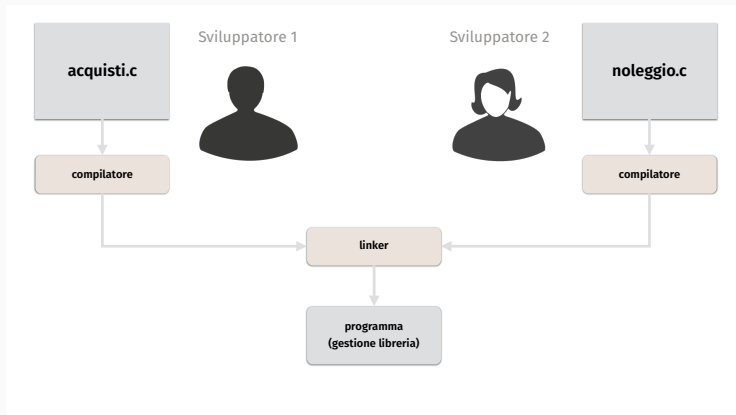 Sviluppatore 1
Sviluppatore 2
acquisti.c
noleggio.c
compilatore
compilatore
linker
programma
(gestione libreria)